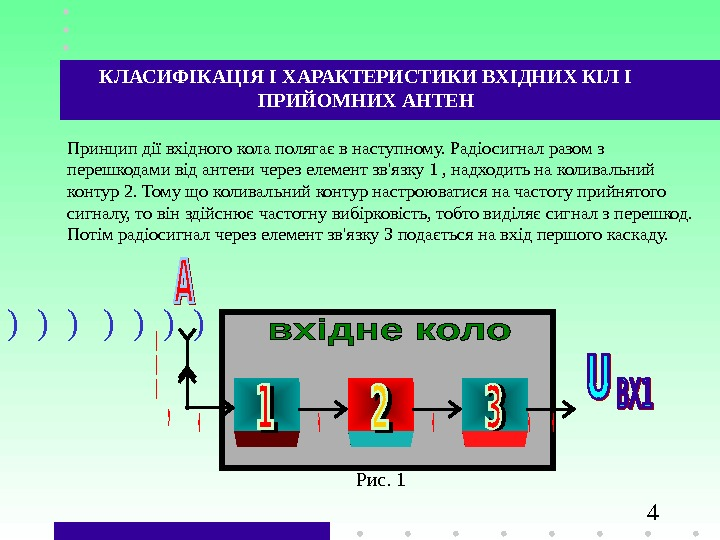 КЛАСИФІКАЦІЯ І ХАРАКТЕРИСТИКИ ВХІДНИХ КІЛ І
ПРИЙОМНИХ АНТЕН
Принцип дії вхідного кола полягає в наступному. Радіосигнал разом з
перешкодами від антени через елемент зв'язку 1 , надходить на коливальний
контур 2. Тому що коливальний контур настроюватися на частоту прийнятого
сигналу, то він здійснює частотну вибірковість, тобто виділяє сигнал з перешкод.
Потім радіосигнал через елемент зв'язку 3 подається на вхід першого каскаду.
А
) ) ) ) ) ) )
вхідне коло
1 2 3
U ВХ1
Рис. 1
4